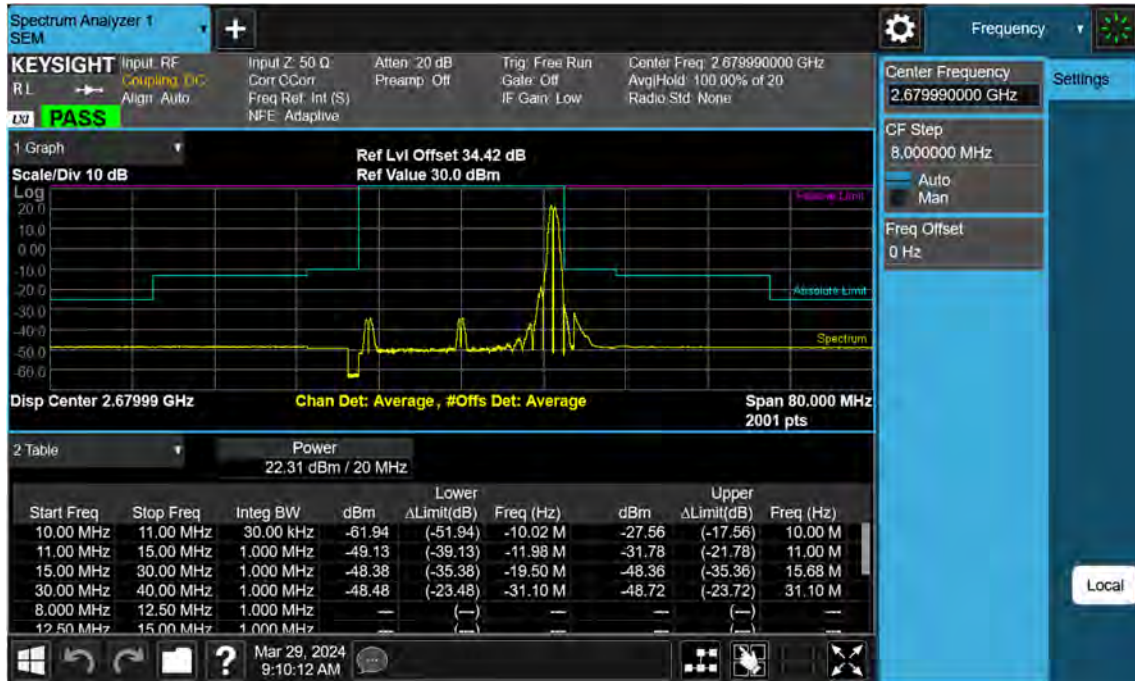 Spectrum Analyzer 1
SEM
+
Frequency
KEYSIGHT
RL
LXI PASS
Input: RF
Coupling: DC
Align: Auto
Input Z: 50 Ω
Corr CCorr
Freq Ref: Int (S)
NFE: Adaptive
Atten: 20 dB
Preamp: Off
Trig: Free Run
Gate: Off
IF Gain: Low
Center Freq: 2.679990000 GHz
Avg|Hold: 100.00% of 20
Radio Std: None
Center Frequency
2.679990000 GHz
Settings
CF Step
8.000000 MHz
Auto
Man
Freq Offset
0 Hz
1 Graph
Scale/Div 10 dB
Ref Lvl Offset 34.42 dB
Ref Value 30.0 dBm
Log
20.0
10.0
0.00
-10.0
-20.0
-30.0
-40.0
-50.0
-60.0
Relative Limit
Absolute Limit
Spectrum
Disp Center 2.67999 GHz
Chan Det: Average, #Offs Det: Average
Span 80.000 MHz
2001 pts
2 Table
Power
22.31 dBm / 20 MHz
Lower Upper
Start Freq Stop Freq Integ BW dBm ΔLimit(dB) Freq (Hz) dBm ΔLimit(dB) Freq (Hz)
10.00 MHz 11.00 MHz 30.00 kHz -61.94 (-51.94) -10.02 M -27.56 (-17.56) 10.00 M
11.00 MHz 15.00 MHz 1.000 MHz -49.13 (-39.13) -11.98 M -31.78 (-21.78) 11.00 M
15.00 MHz 30.00 MHz 1.000 MHz -48.38 (-35.38) -19.50 M -48.36 (-35.36) 15.68 M
30.00 MHz 40.00 MHz 1.000 MHz -48.48 (-23.48) -31.10 M -48.72 (-23.72) 31.10 M
8.000 MHz 12.50 MHz 1.000 MHz --- (---) --- --- (---) ---
12.50 MHz 15.00 MHz 1.000 MHz --- (---) --- --- (---) ---
Local
?
Mar 29, 2024
9:10:12 AM